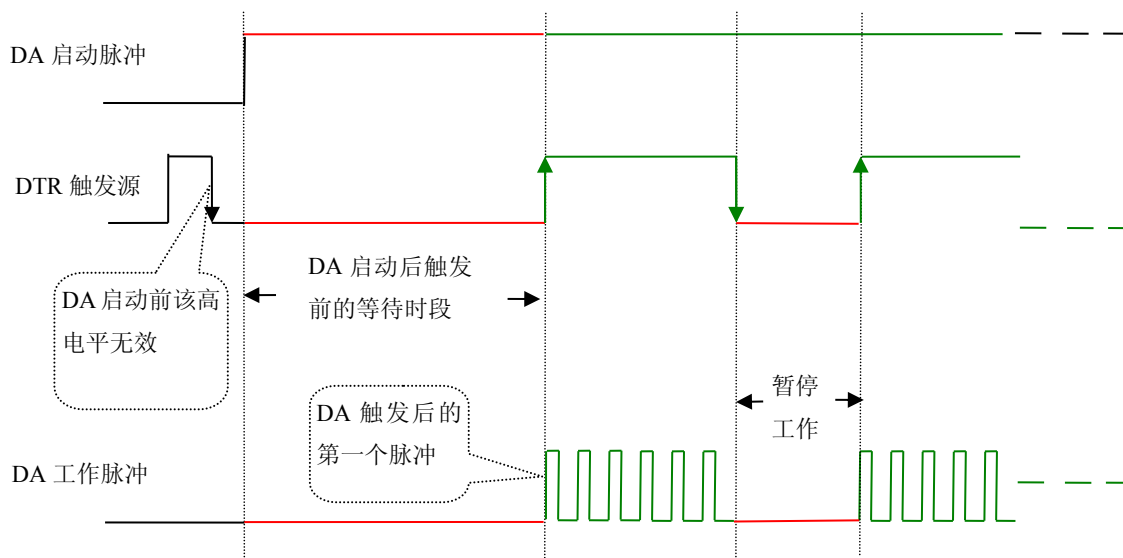 DA 启动脉冲
DTR 触发源
DA 启动前该高
电平无效
DA 启动后触发
前的等待时段
DA 触发后的
第一个脉冲
暂停
工作
DA 工作脉冲